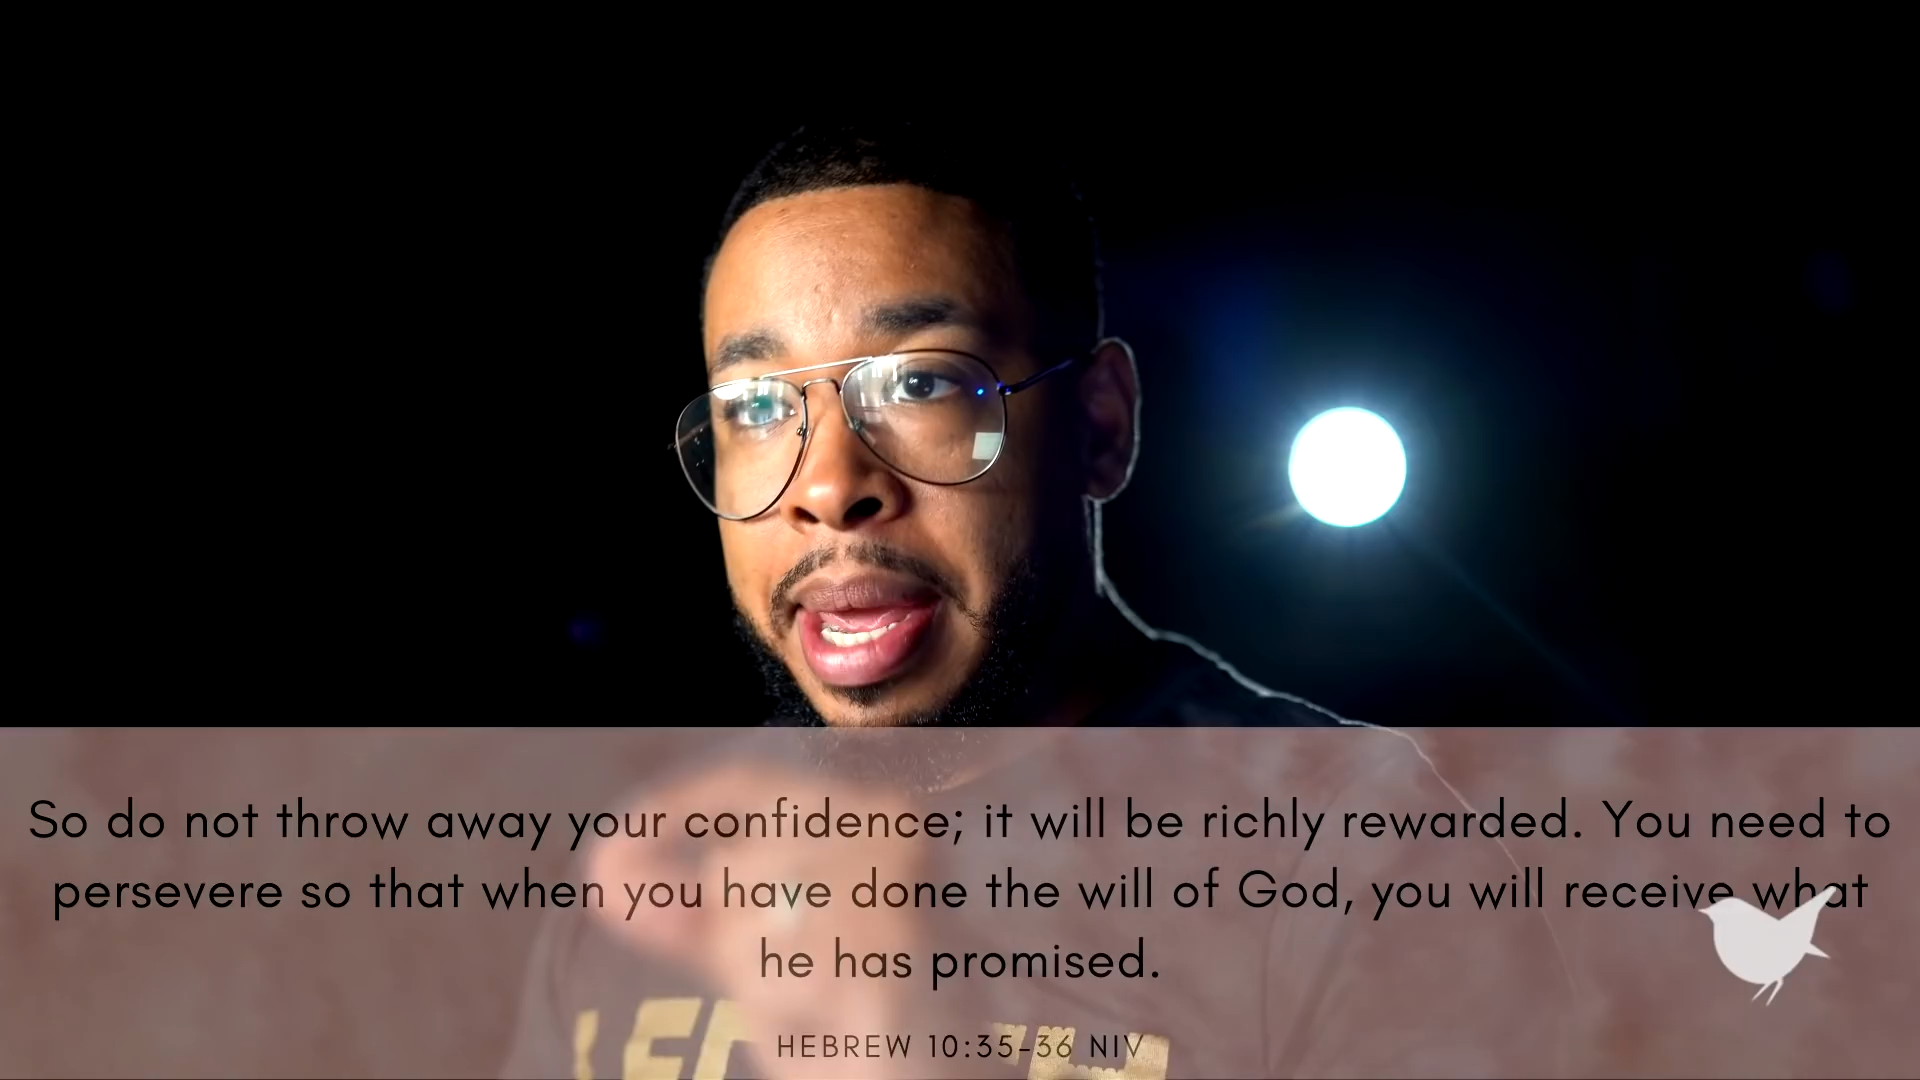 So do not throw away your confidence; it will be richly rewarded. You need to
persevere so that when you have done the will of God, you will receive what
he has promised.
HEBREW 10:35-36 NIV